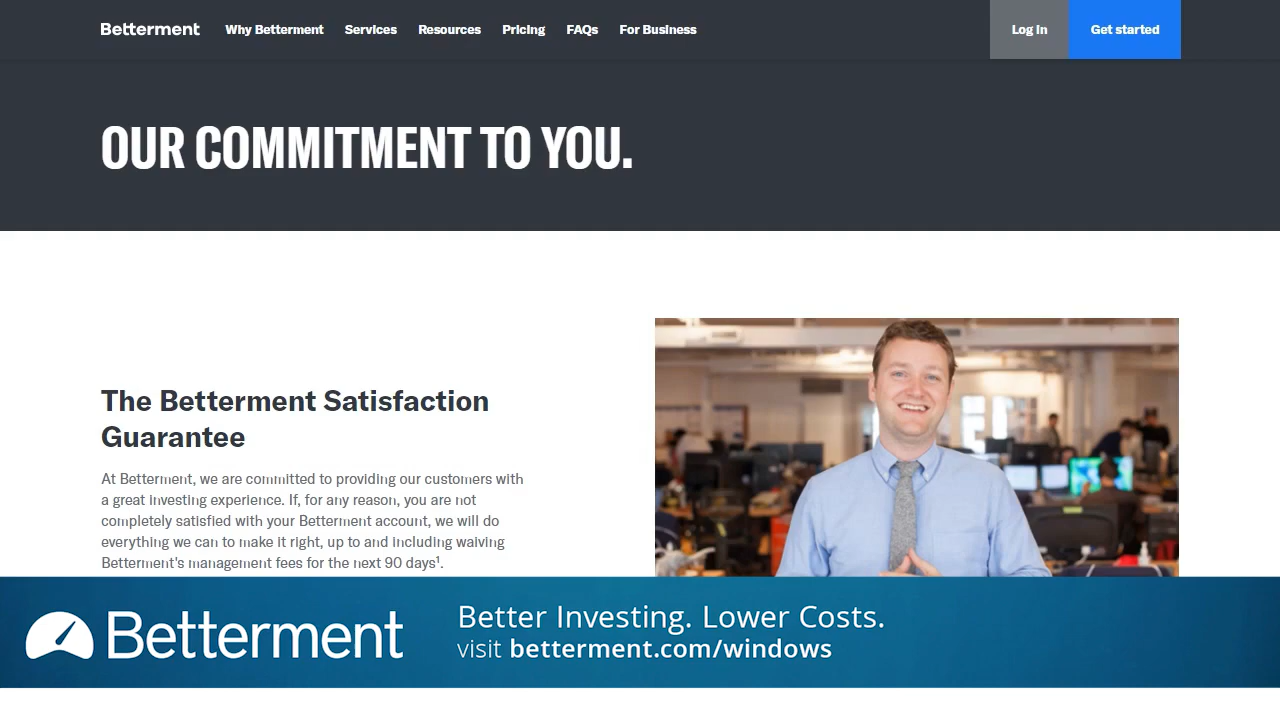 Betterment Why Betterment Services Resources Pricing FAQs For Business Log in Get started
OUR COMMITMENT TO YOU.
The Betterment Satisfaction
Guarantee
At Betterment, we are committed to providing our customers with
a great investing experience. If, for any reason, you are not
completely satisfied with your Betterment account, we will do
everything we can to make it right, up to and including waiving
Betterment's management fees for the next 90 days¹.
Betterment
Better Investing. Lower Costs.
visit betterment.com/windows